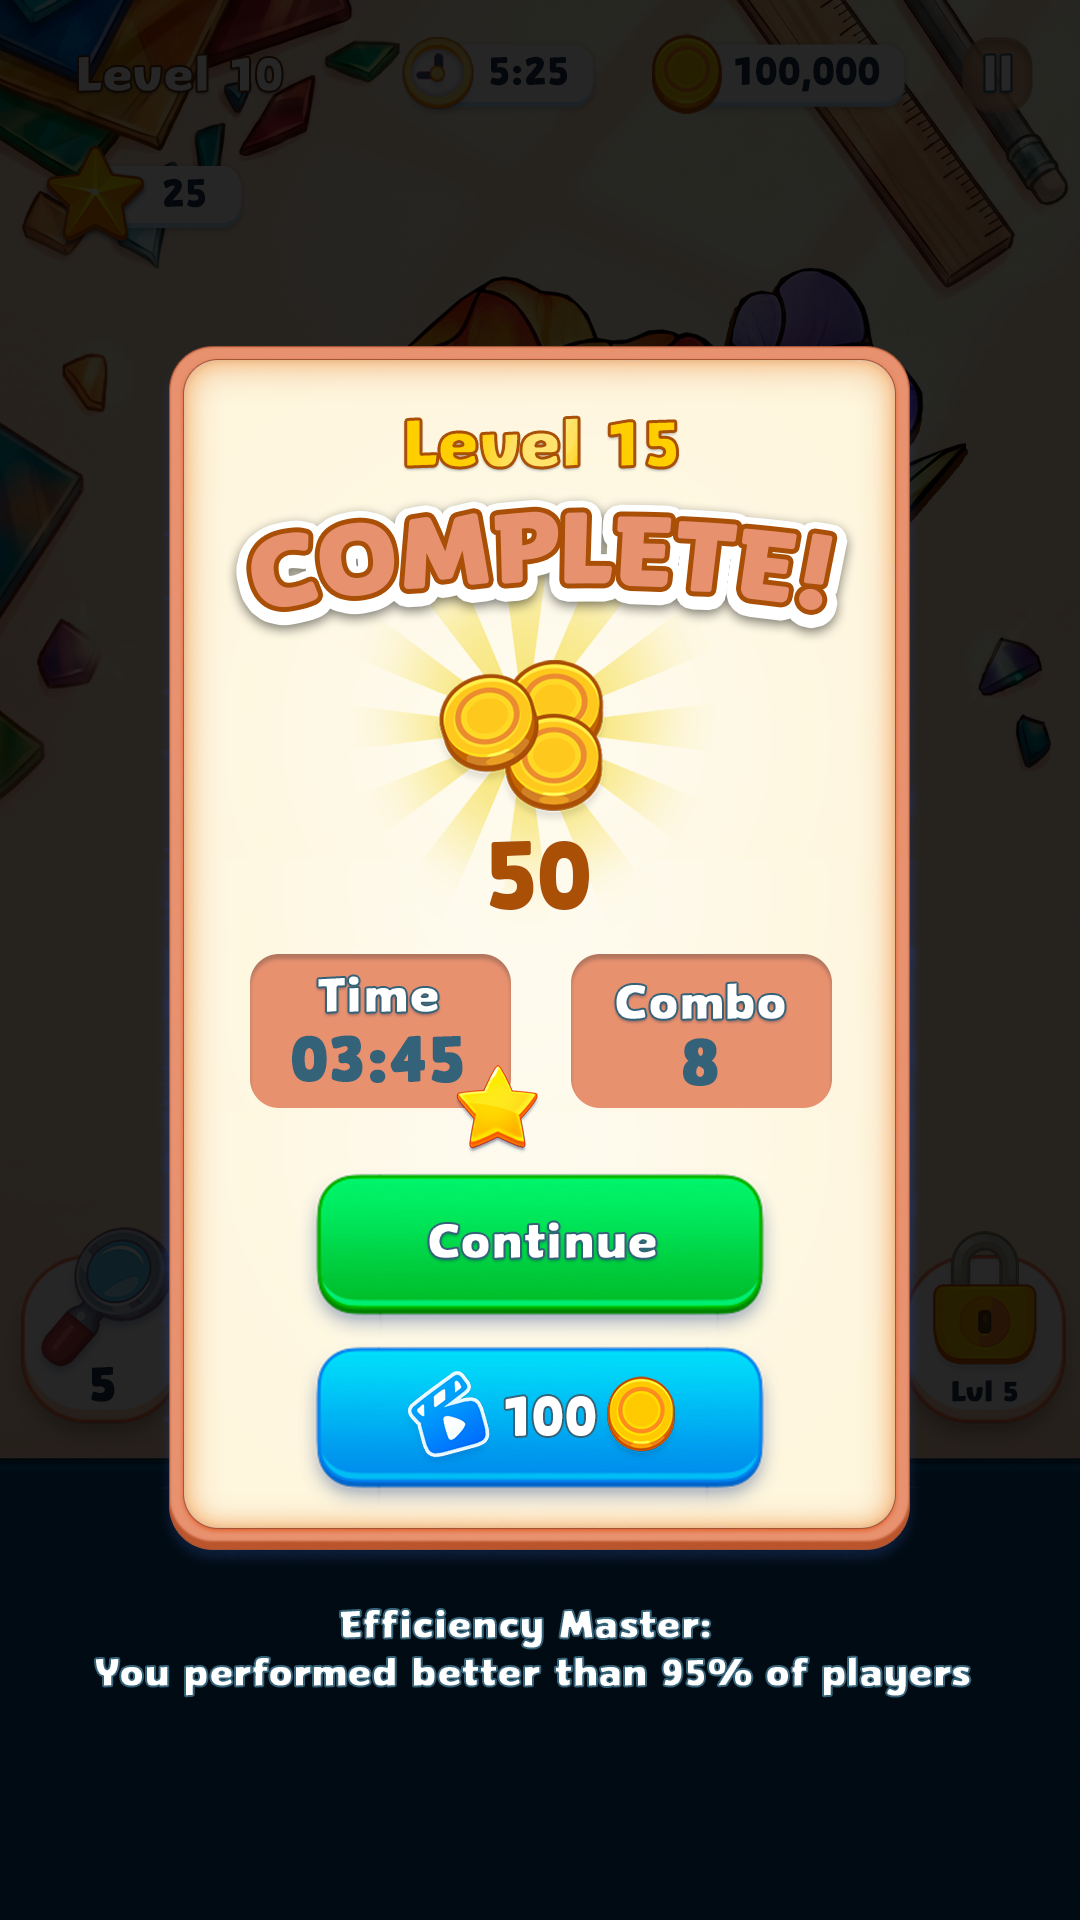 Level 10
5:25
100,000
25
Level 15
COMPLETE!
50
Time
03:45
Combo
8
Continue
100
5
Lvl 5
Efficiency Master:
You performed better than 95% of players